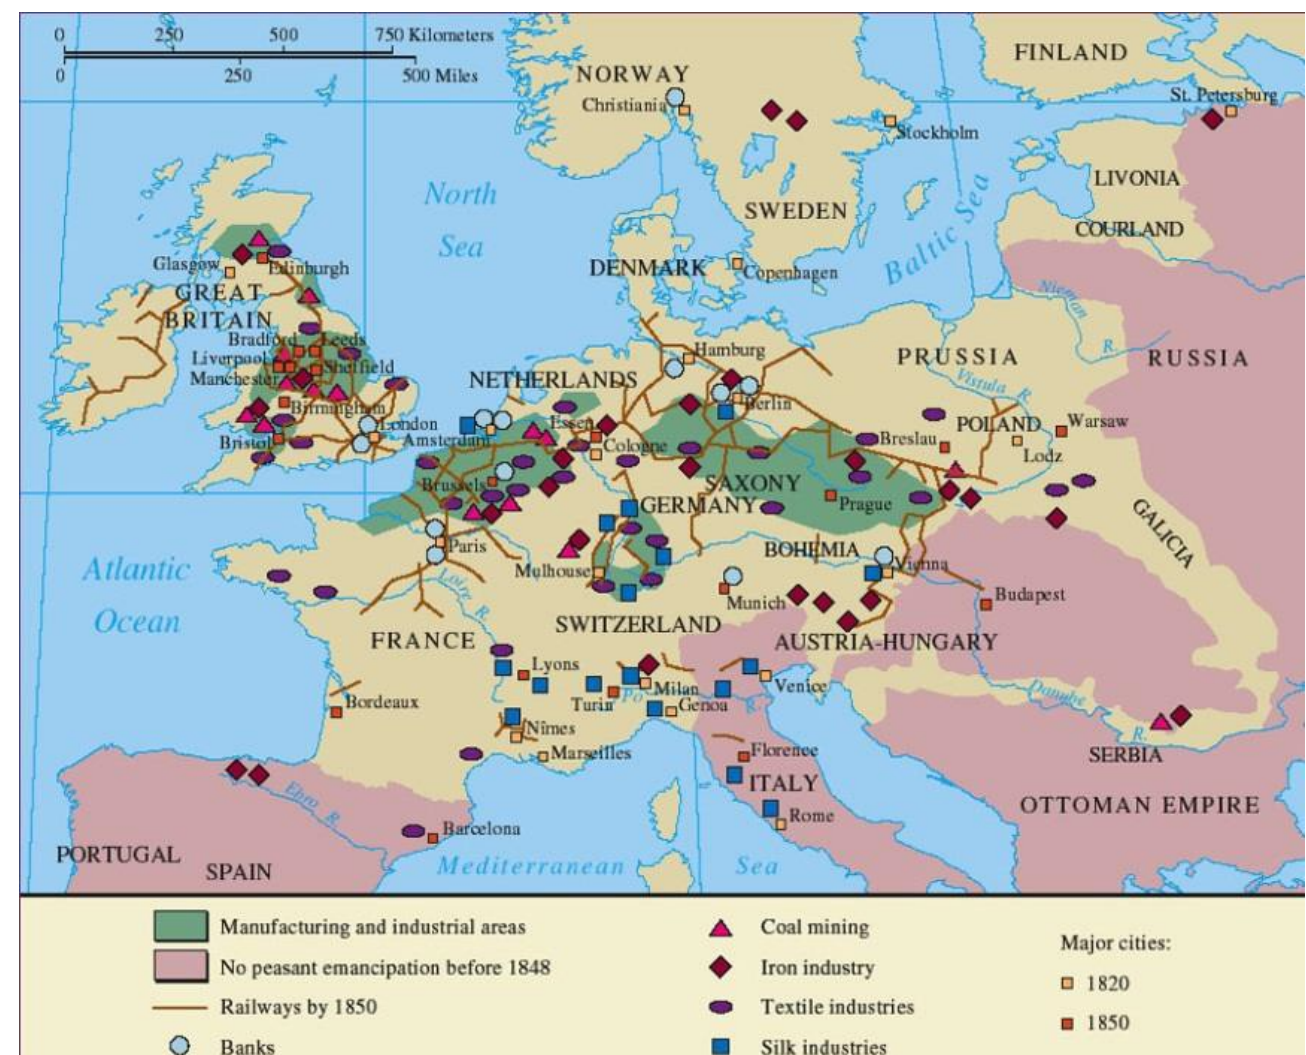 0 250 500 750 Kilometers
0 250 500 Miles
NORWAY
FINLAND
Christiania
St. Petersburg
Stockholm
North
Sea
LIVONIA
SWEDEN
COURLAND
Baltic Sea
DENMARK
Copenhagen
Glasgow
Edinburgh
GREAT
BRITAIN
Nieman
R.
Bradford
Leeds
Liverpool
Sheffield
Manchester
Birmingham
London
Bristol
Hamburg
PRUSSIA
RUSSIA
NETHERLANDS
Vistula R.
Berlin
Essen
Amsterdam
Cologne
Breslau
POLAND
Warsaw
Lodz
Brussels
SAXONY
GERMANY
Prague
GALICIA
Paris
BOHEMIA
Vienna
Atlantic
Ocean
Loire R.
Mulhouse
Munich
Budapest
FRANCE
SWITZERLAND
AUSTRIA-HUNGARY
Lyons
Turin
Po
R.
Milan
Genoa
Venice
Danube
R.
Bordeaux
Nîmes
Marseilles
Florence
ITALY
SERBIA
Rome
OTTOMAN EMPIRE
Ebro R.
Barcelona
PORTUGAL
SPAIN
Mediterranean Sea
Manufacturing and industrial areas
No peasant emancipation before 1848
Railways by 1850
Banks
Coal mining
Iron industry
Textile industries
Silk industries
Major cities:
1820
1850